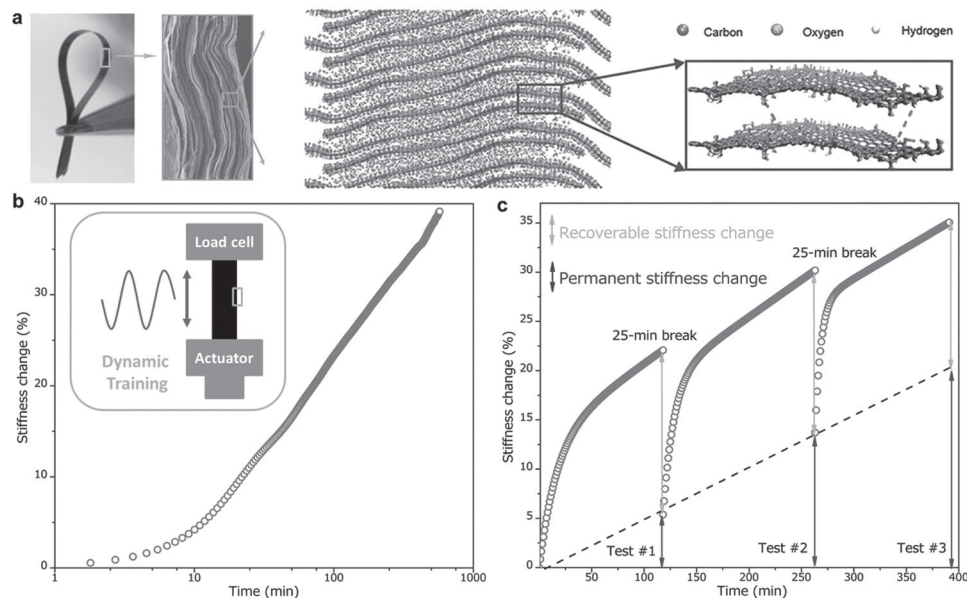 a
Carbon Oxygen Hydrogen
b
40
30
20
10
0
Stiffness change (%)
Load cell
Actuator
Dynamic
Training
1 10 100 1000
Time (min)
c
35
30
25
20
15
10
5
0
Stiffness change (%)
Recoverable stiffness change
Permanent stiffness change
25-min break
25-min break
Test #1 Test #2 Test #3
50 100 150 200 250 300 350 400
Time (min)